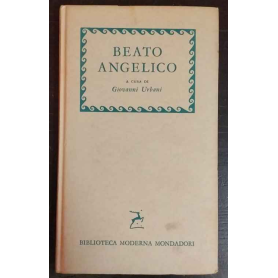 BEATO
ANGELICO
A CURA DI
Giovanni Urbani
BIBLIOTECA MODERNA MONDADORI